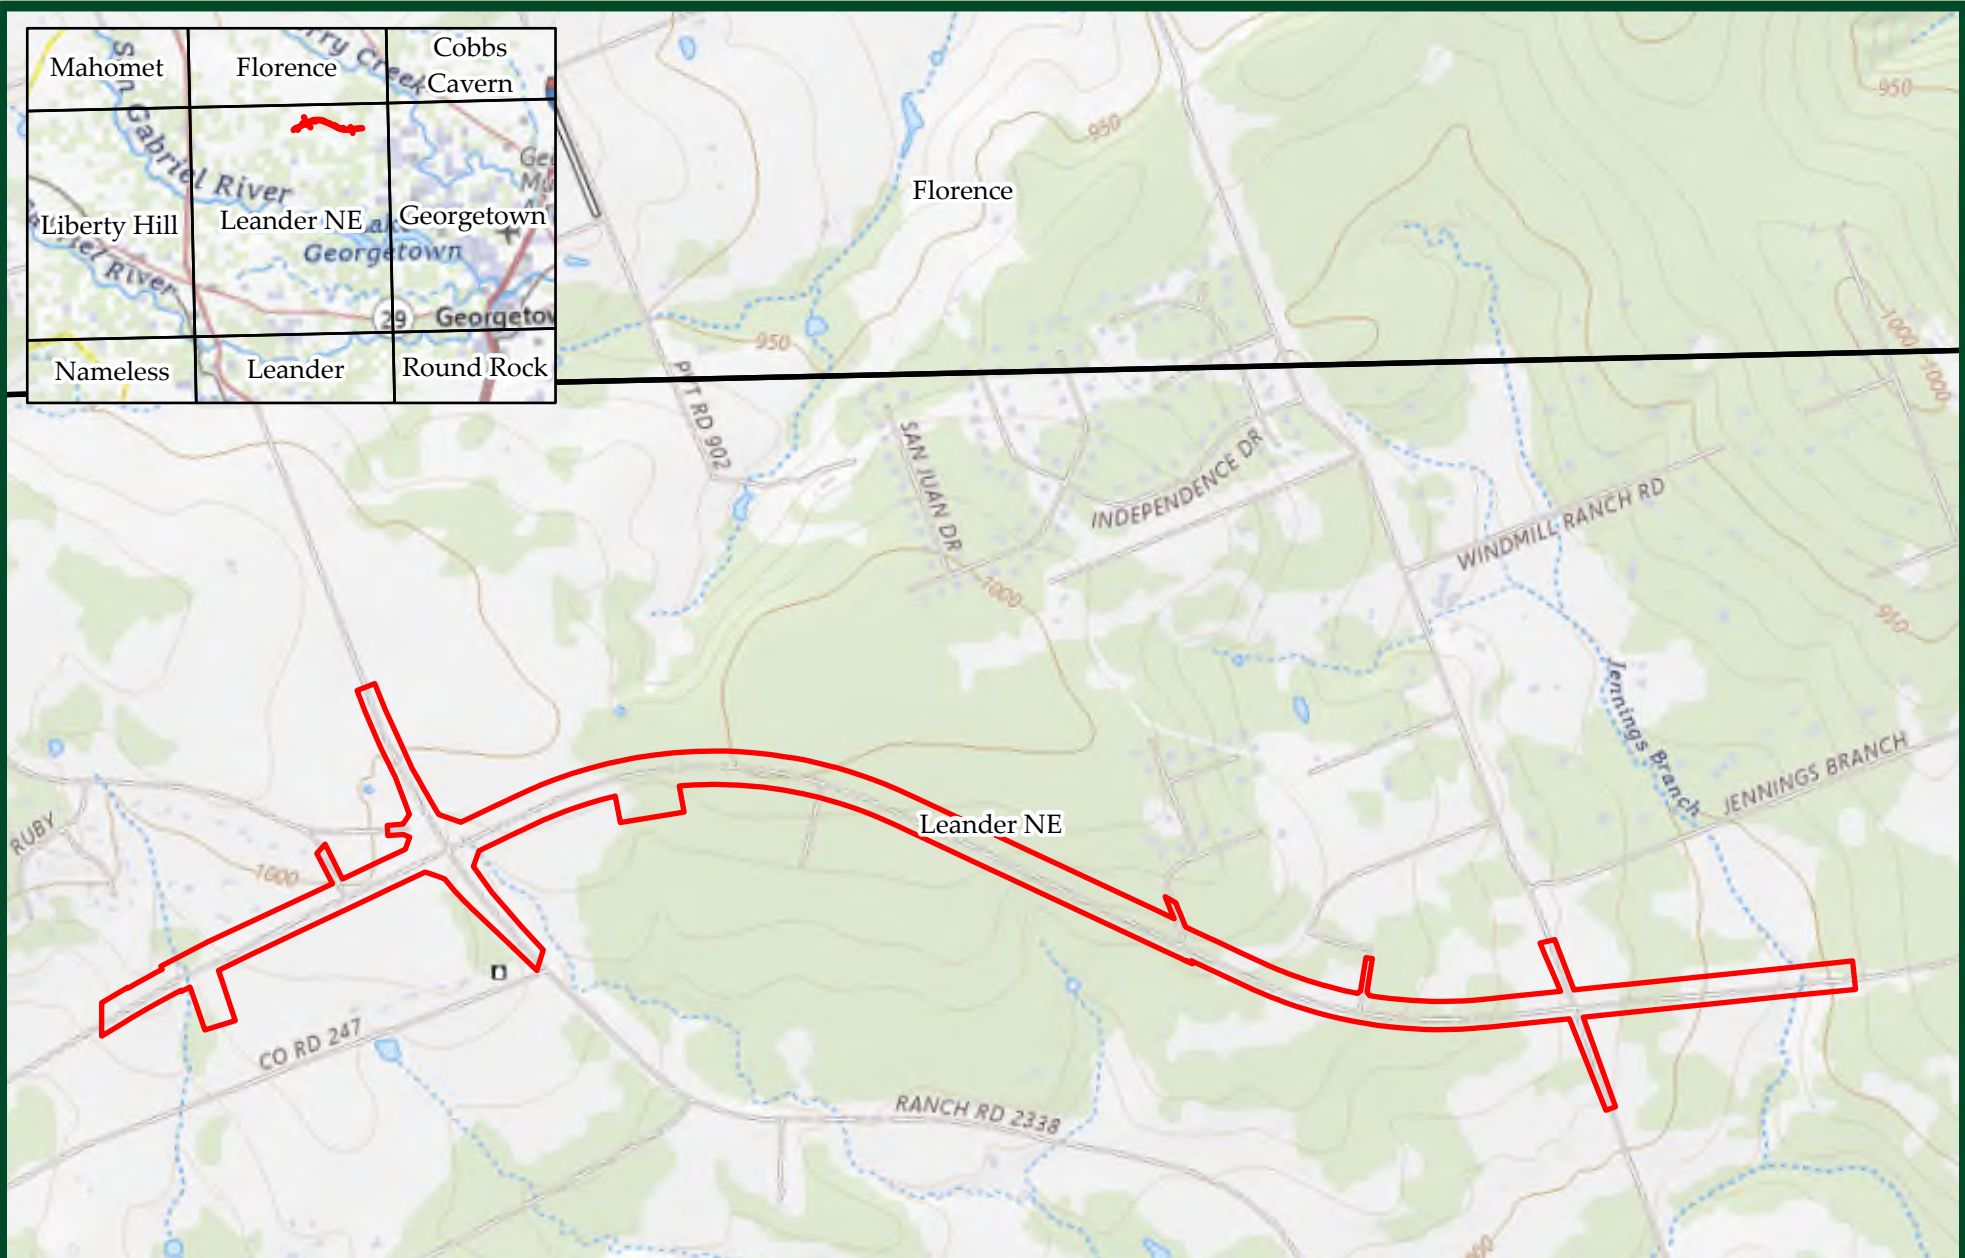 Mahomet
Florence
Cobbs
Cavern
San Gabriel River
Liberty Hill
Leander NE
Georgetown
Georgetown
29
Nameless
Leander
Round Rock
Florence
950
950
950
1000
1000
PVT RD 902
SAN JUAN DR
INDEPENDENCE DR
WINDMILL RANCH RD
1000
950
Jennings Branch
JENNINGS BRANCH
RUBY
1000
Leander NE
CO RD 247
RANCH RD 2338